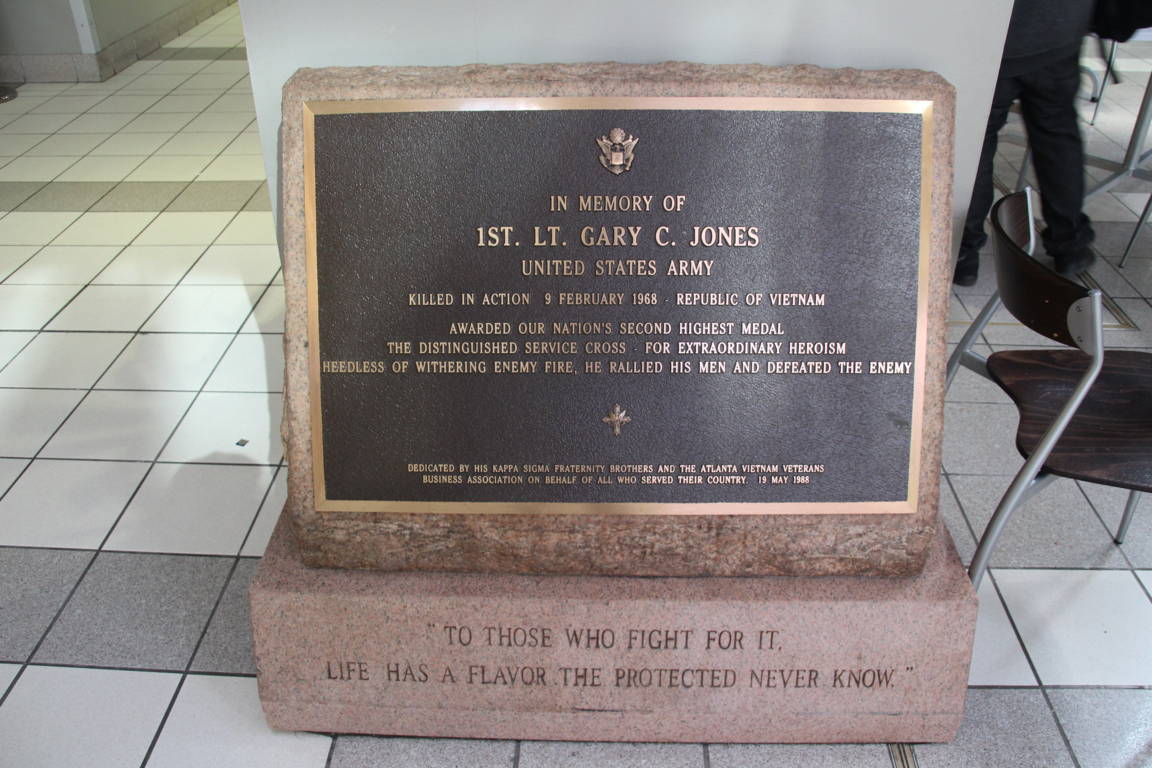 IN MEMORY OF
1ST. LT. GARY C. JONES
UNITED STATES ARMY
KILLED IN ACTION 9 FEBRUARY 1968 - REPUBLIC OF VIETNAM
AWARDED OUR NATION'S SECOND HIGHEST MEDAL
THE DISTINGUISHED SERVICE CROSS - FOR EXTRAORDINARY HEROISM
HEEDLESS OF WITHERING ENEMY FIRE, HE RALLIED HIS MEN AND DEFEATED THE ENEMY
DEDICATED BY HIS KAPPA SIGMA FRATERNITY BROTHERS AND THE ATLANTA VIETNAM VETERANS
BUSINESS ASSOCIATION ON BEHALF OF ALL WHO SERVED THEIR COUNTRY. 19 MAY 1988
"TO THOSE WHO FIGHT FOR IT,
LIFE HAS A FLAVOR THE PROTECTED NEVER KNOW."